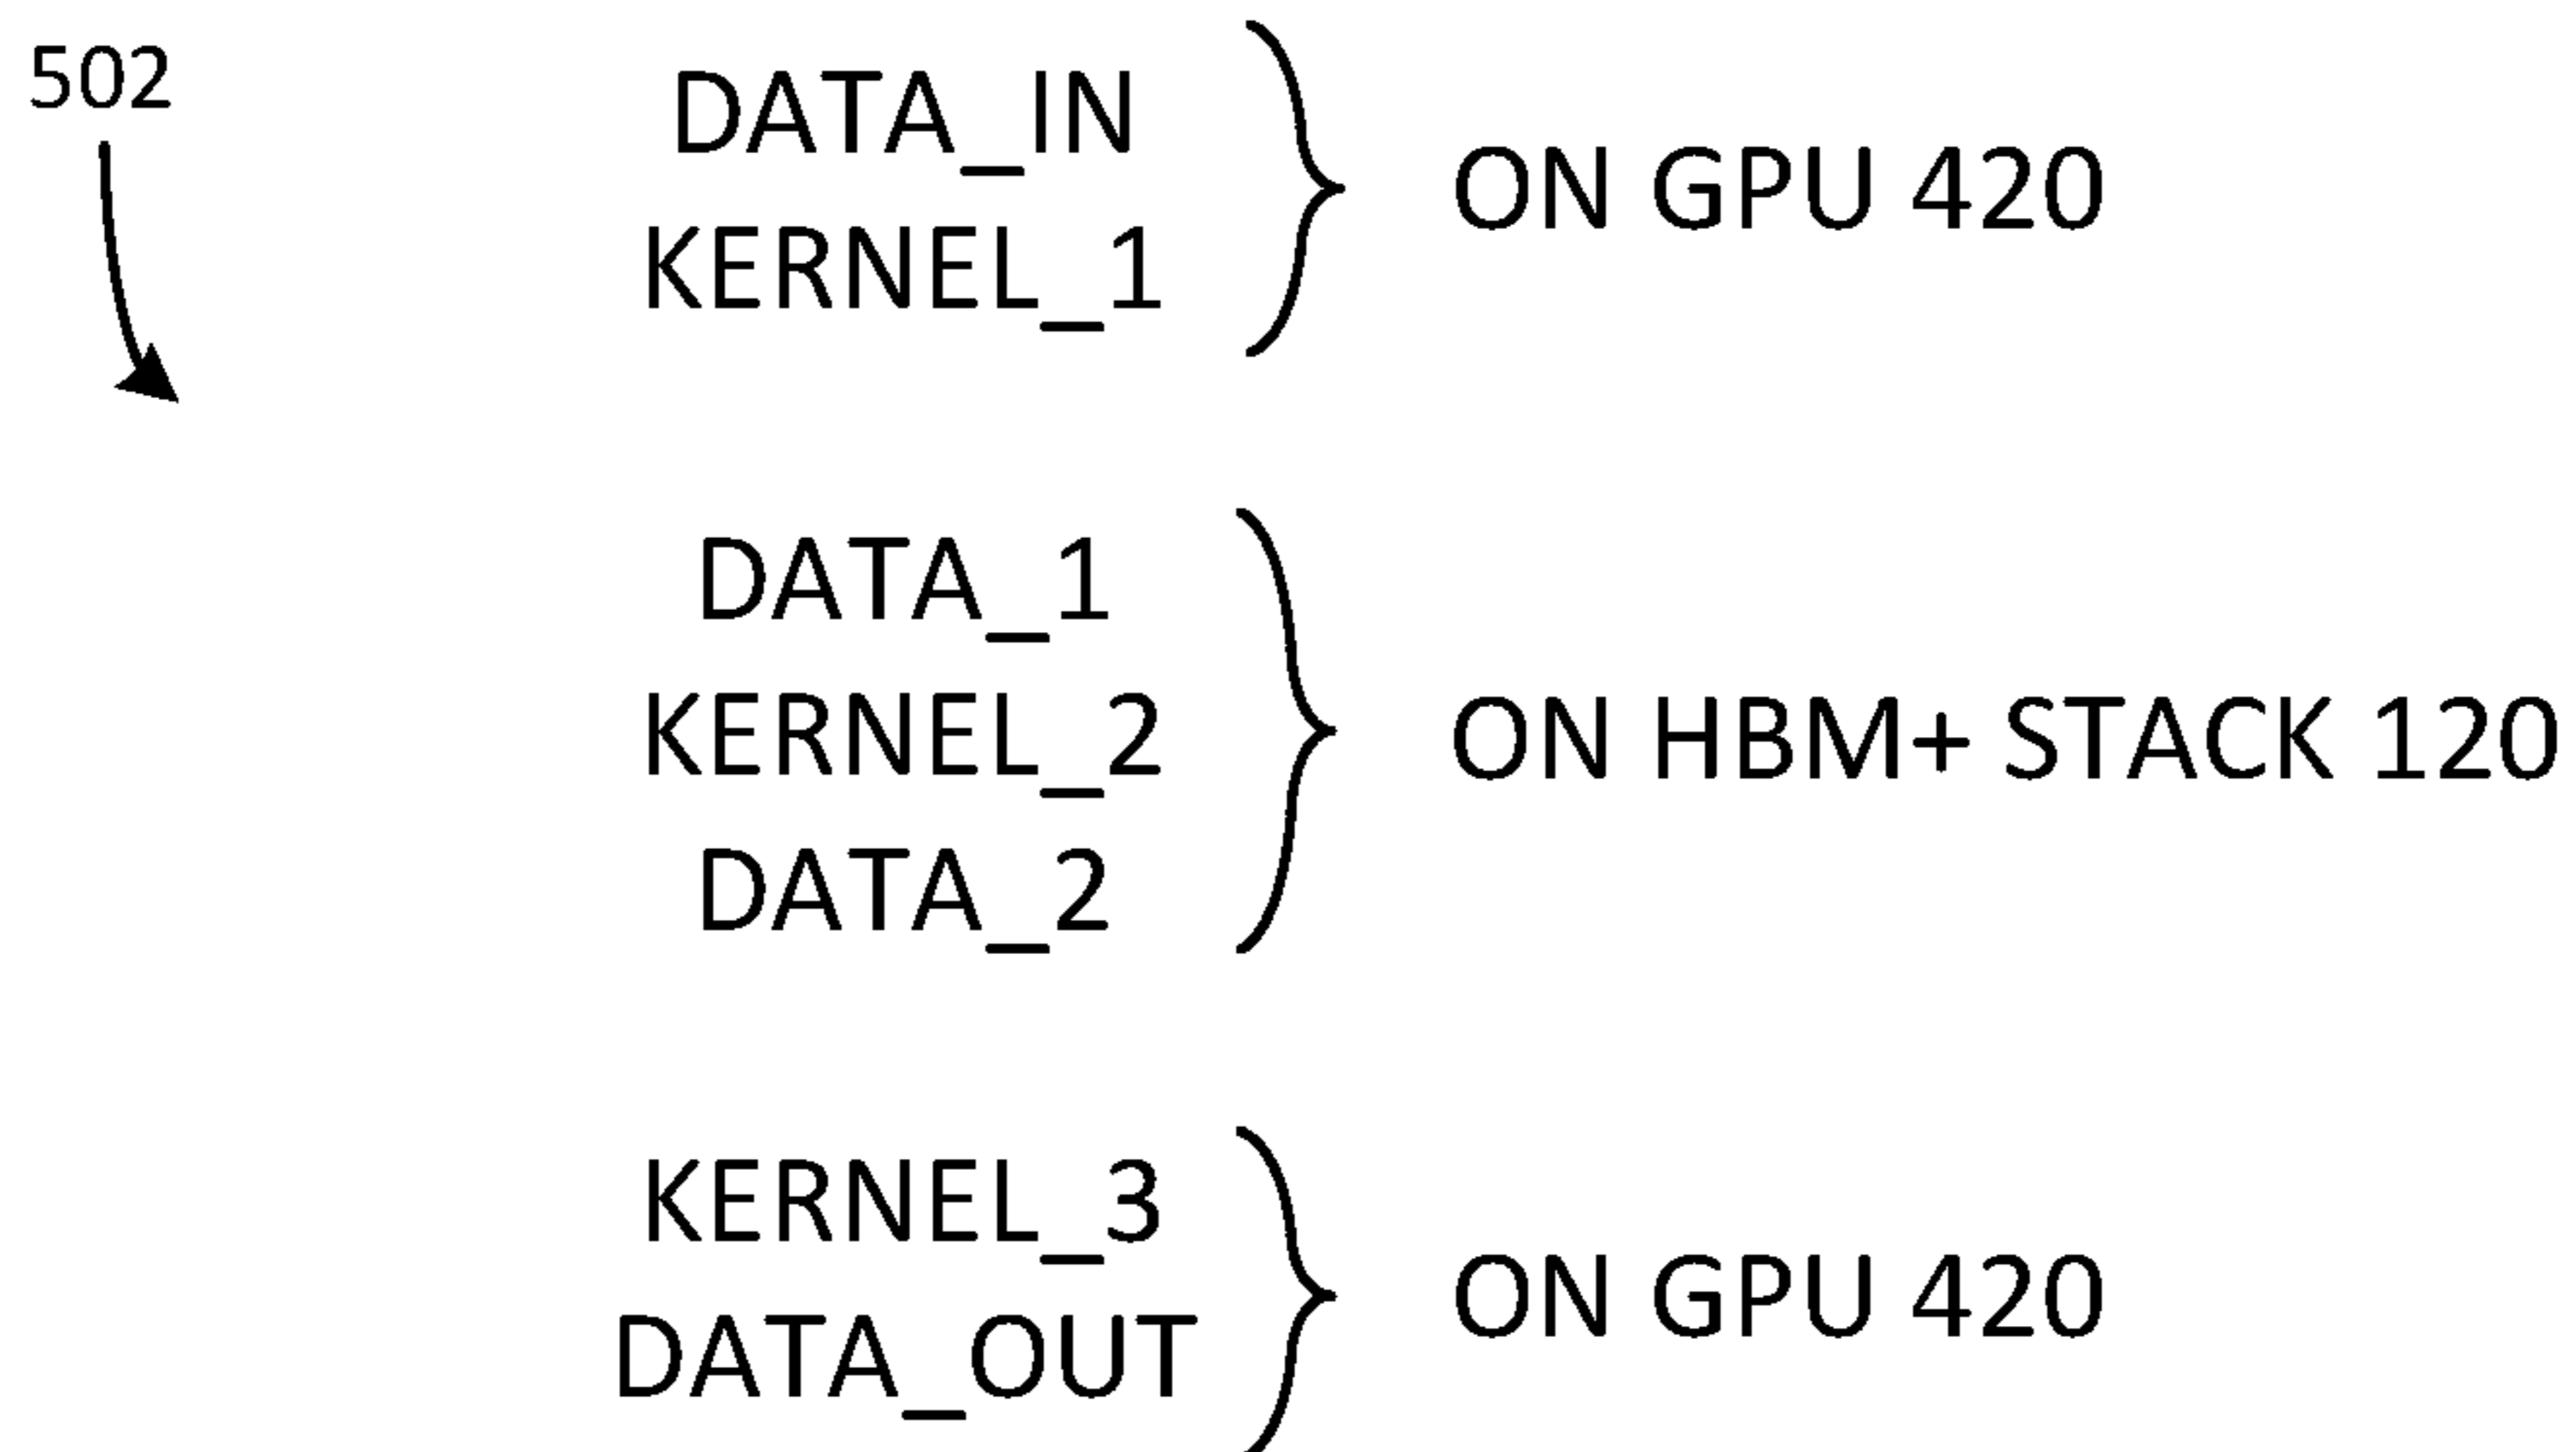 502
DATA_IN
KERNEL_1
ON GPU 420
DATA_1
KERNEL_2
DATA_2
ON HBM+ STACK 120
KERNEL_3
DATA_OUT
ON GPU 420